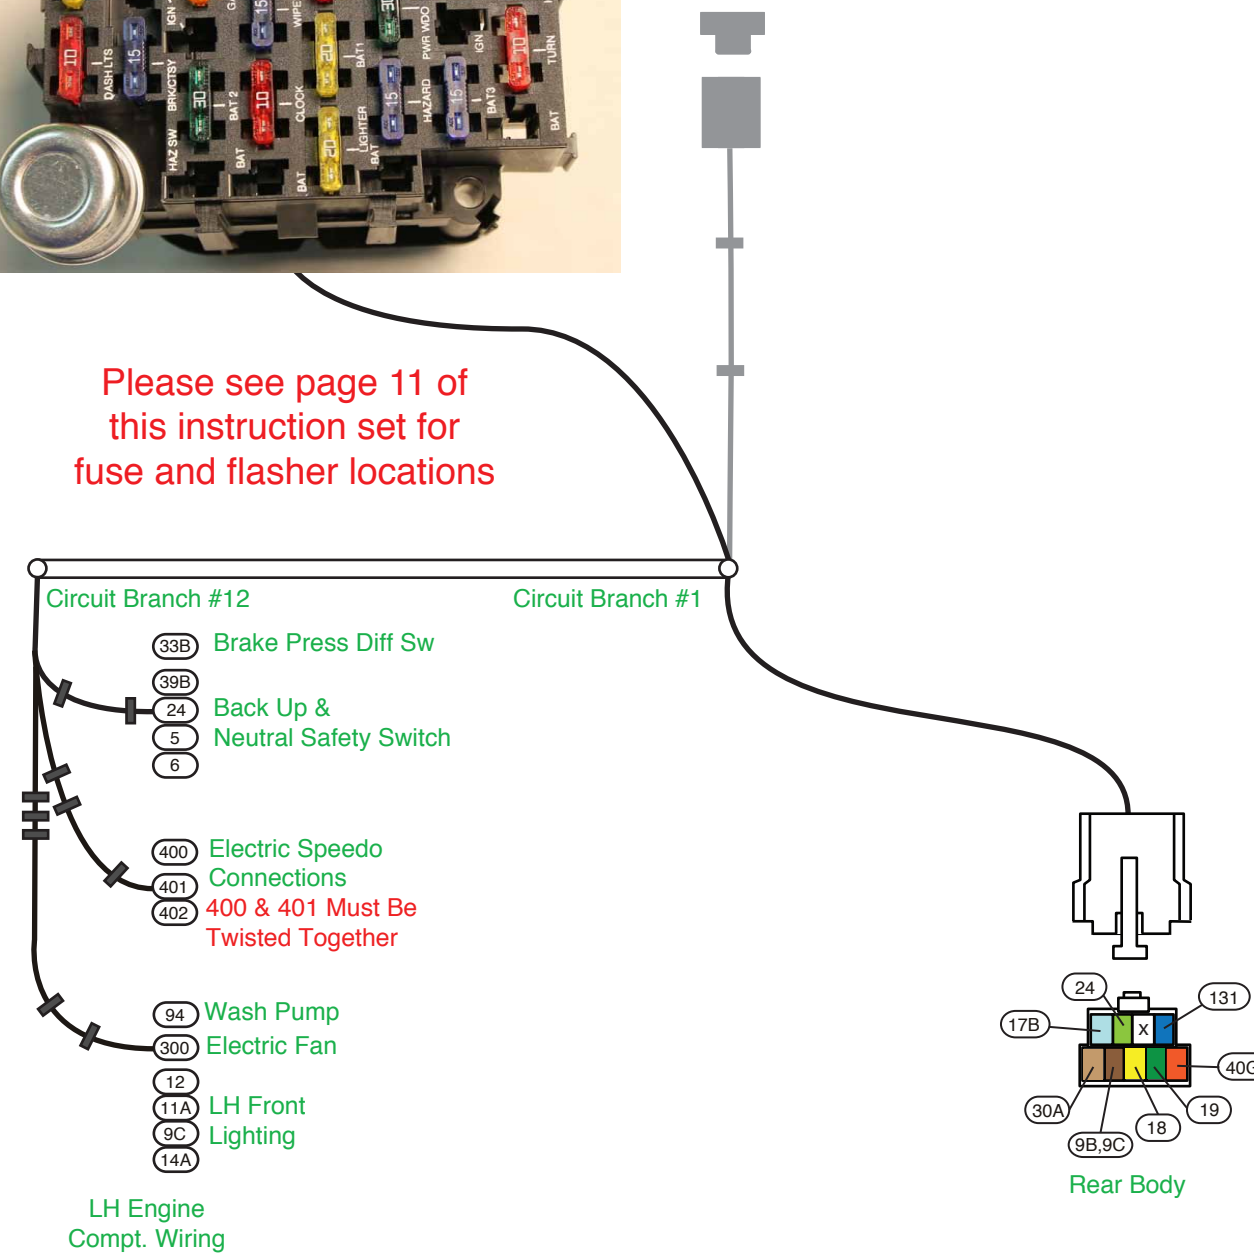 IGN
GA
WIPE
PWR WDO
IGN
TURN
10
DASH LTS
15
BRK/CTSY
HAZ SW
30
BAT 2
BAT
10
CLOCK
BAT
15
20
BAT1
20
LIGHTER
BAT
30
15
HAZARD
15
BAT3
10
BAT
Please see page 11 of
this instruction set for
fuse and flasher locations
Circuit Branch #12
Circuit Branch #1
33B Brake Press Diff Sw
39B
24 Back Up &
5 Neutral Safety Switch
6
400 Electric Speedo
401 Connections
402 400 & 401 Must Be
Twisted Together
94 Wash Pump
300 Electric Fan
12
11A LH Front
9C Lighting
14A
LH Engine
Compt. Wiring
24
131
17B
X
40G
30A
19
18
9B,9C
Rear Body